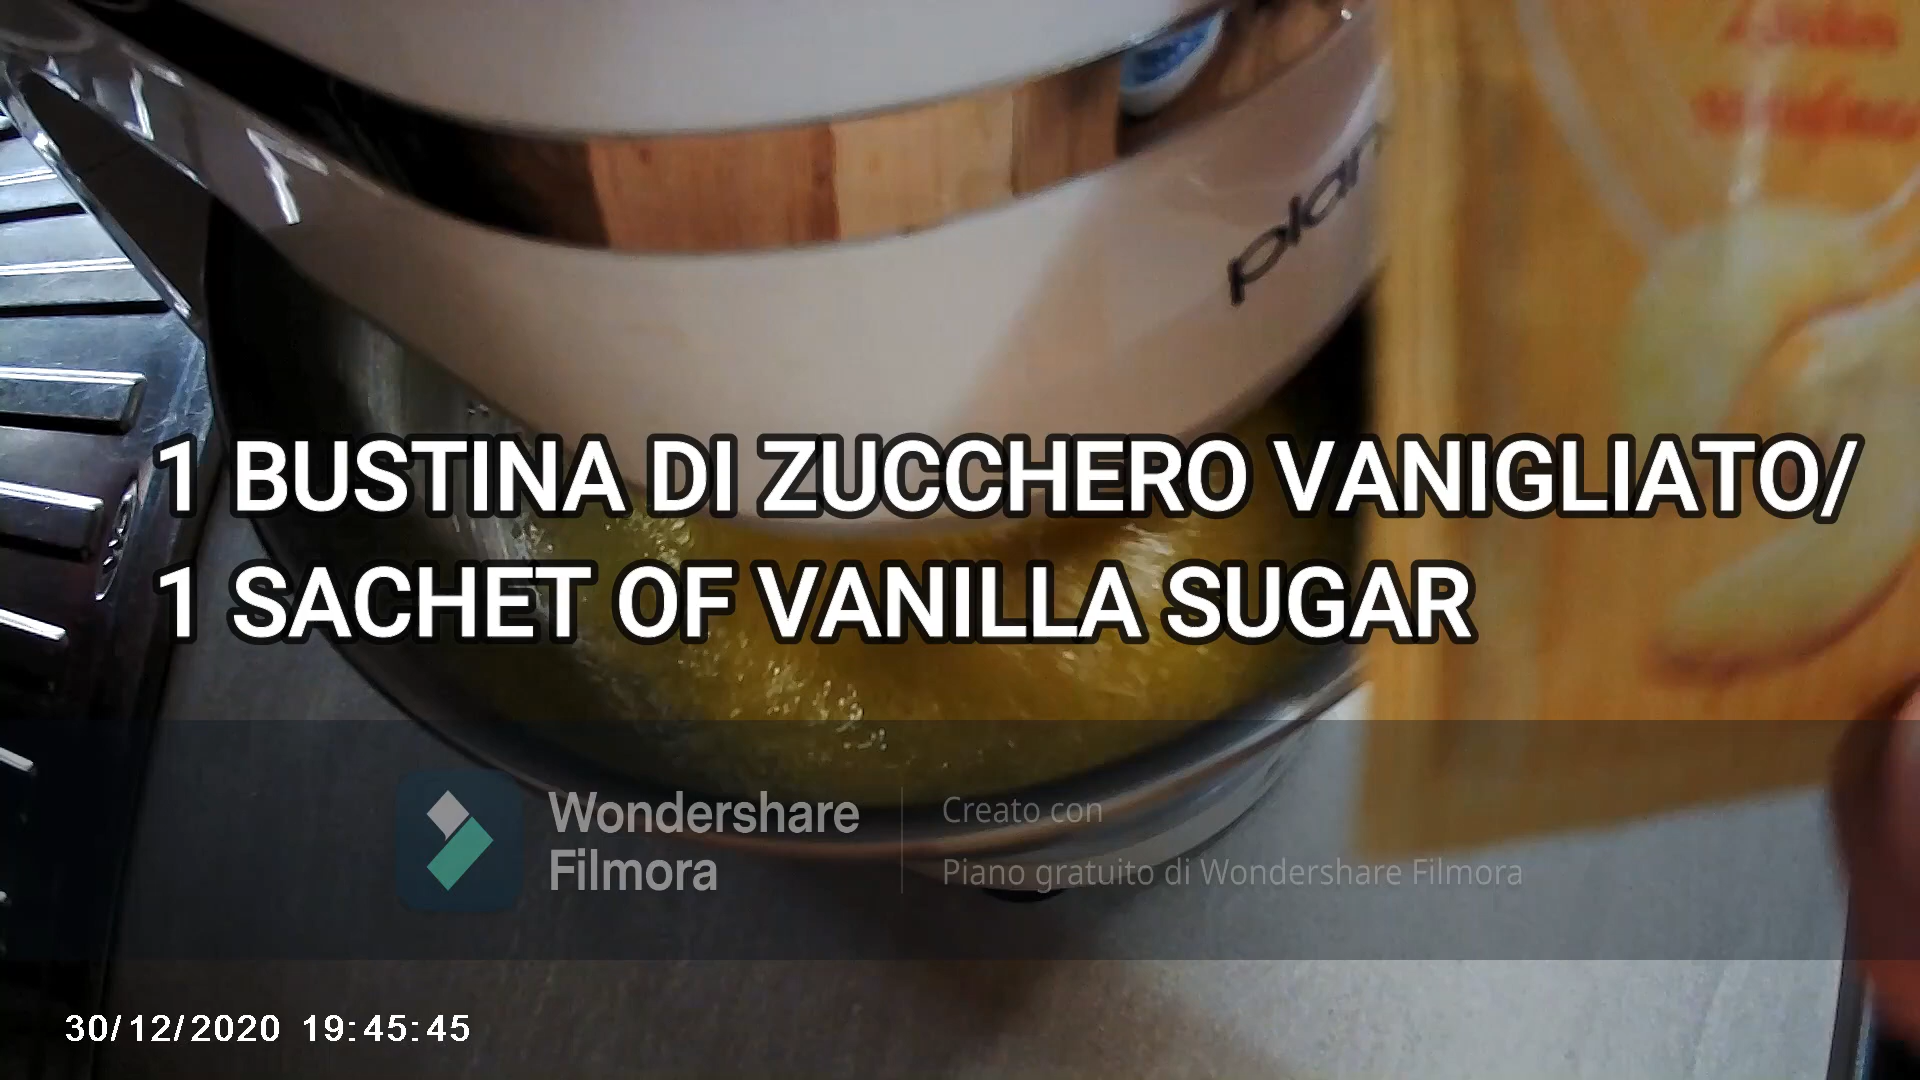 plan
1 BUSTINA DI ZUCCHERO VANIGLIATO/
1 SACHET OF VANILLA SUGAR
Wondershare
Filmora
Creato con
Piano gratuito di Wondershare Filmora
30/12/2020 19:45:45